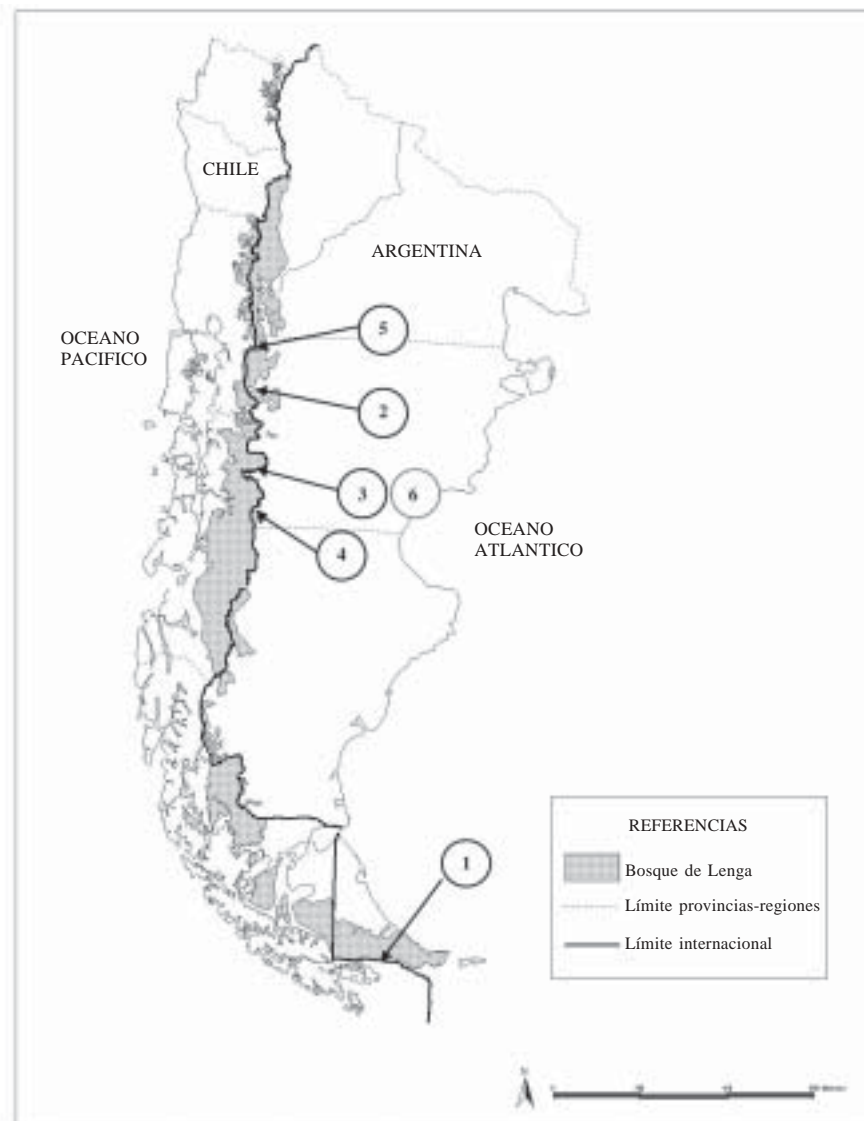 CHILE
ARGENTINA
OCEANO
PACIFICO
5
2
3
6
OCEANO
ATLANTICO
4
1
REFERENCIAS
Bosque de Lenga
Límite provincias-regiones
Límite internacional
N